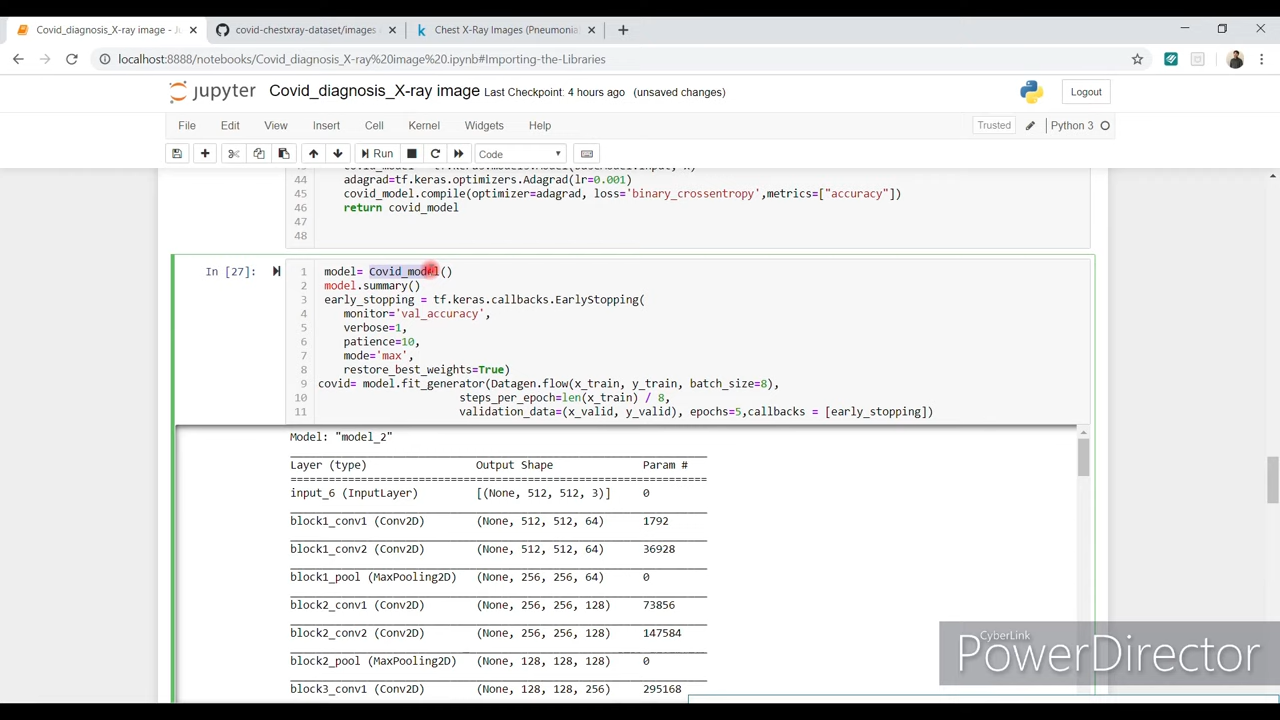 Covid_diagnosis_X-ray image - J
covid-chestxray-dataset/images
Chest X-Ray Images (Pneumonia
localhost:8888/notebooks/Covid_diagnosis_X-ray%20image%20.ipynb#Importing-the-Libraries
jupyter Covid_diagnosis_X-ray image Last Checkpoint: 4 hours ago (unsaved changes)
Logout
File Edit View Insert Cell Kernel Widgets Help
Trusted Python 3
Run Code
44 adagrad=tf.keras.optimizers.Adagrad(lr=0.001)
45 covid_model.compile(optimizer=adagrad, loss='binary_crossentropy',metrics=["accuracy"])
46 return covid_model
47
48
In [27]:
1 model= Covid_model()
2 model.summary()
3 early_stopping = tf.keras.callbacks.EarlyStopping(
4 monitor='val_accuracy',
5 verbose=1,
6 patience=10,
7 mode='max',
8 restore_best_weights=True)
9 covid= model.fit_generator(Datagen.flow(x_train, y_train, batch_size=8),
10 steps_per_epoch=len(x_train) / 8,
11 validation_data=(x_valid, y_valid), epochs=5,callbacks = [early_stopping])
Model: "model_2"
Layer (type) Output Shape Param #
input_6 (InputLayer) [(None, 512, 512, 3)] 0
block1_conv1 (Conv2D) (None, 512, 512, 64) 1792
block1_conv2 (Conv2D) (None, 512, 512, 64) 36928
block1_pool (MaxPooling2D) (None, 256, 256, 64) 0
block2_conv1 (Conv2D) (None, 256, 256, 128) 73856
block2_conv2 (Conv2D) (None, 256, 256, 128) 147584
block2_pool (MaxPooling2D) (None, 128, 128, 128) 0
block3_conv1 (Conv2D) (None, 128, 128, 256) 295168
CyberLink
PowerDirector